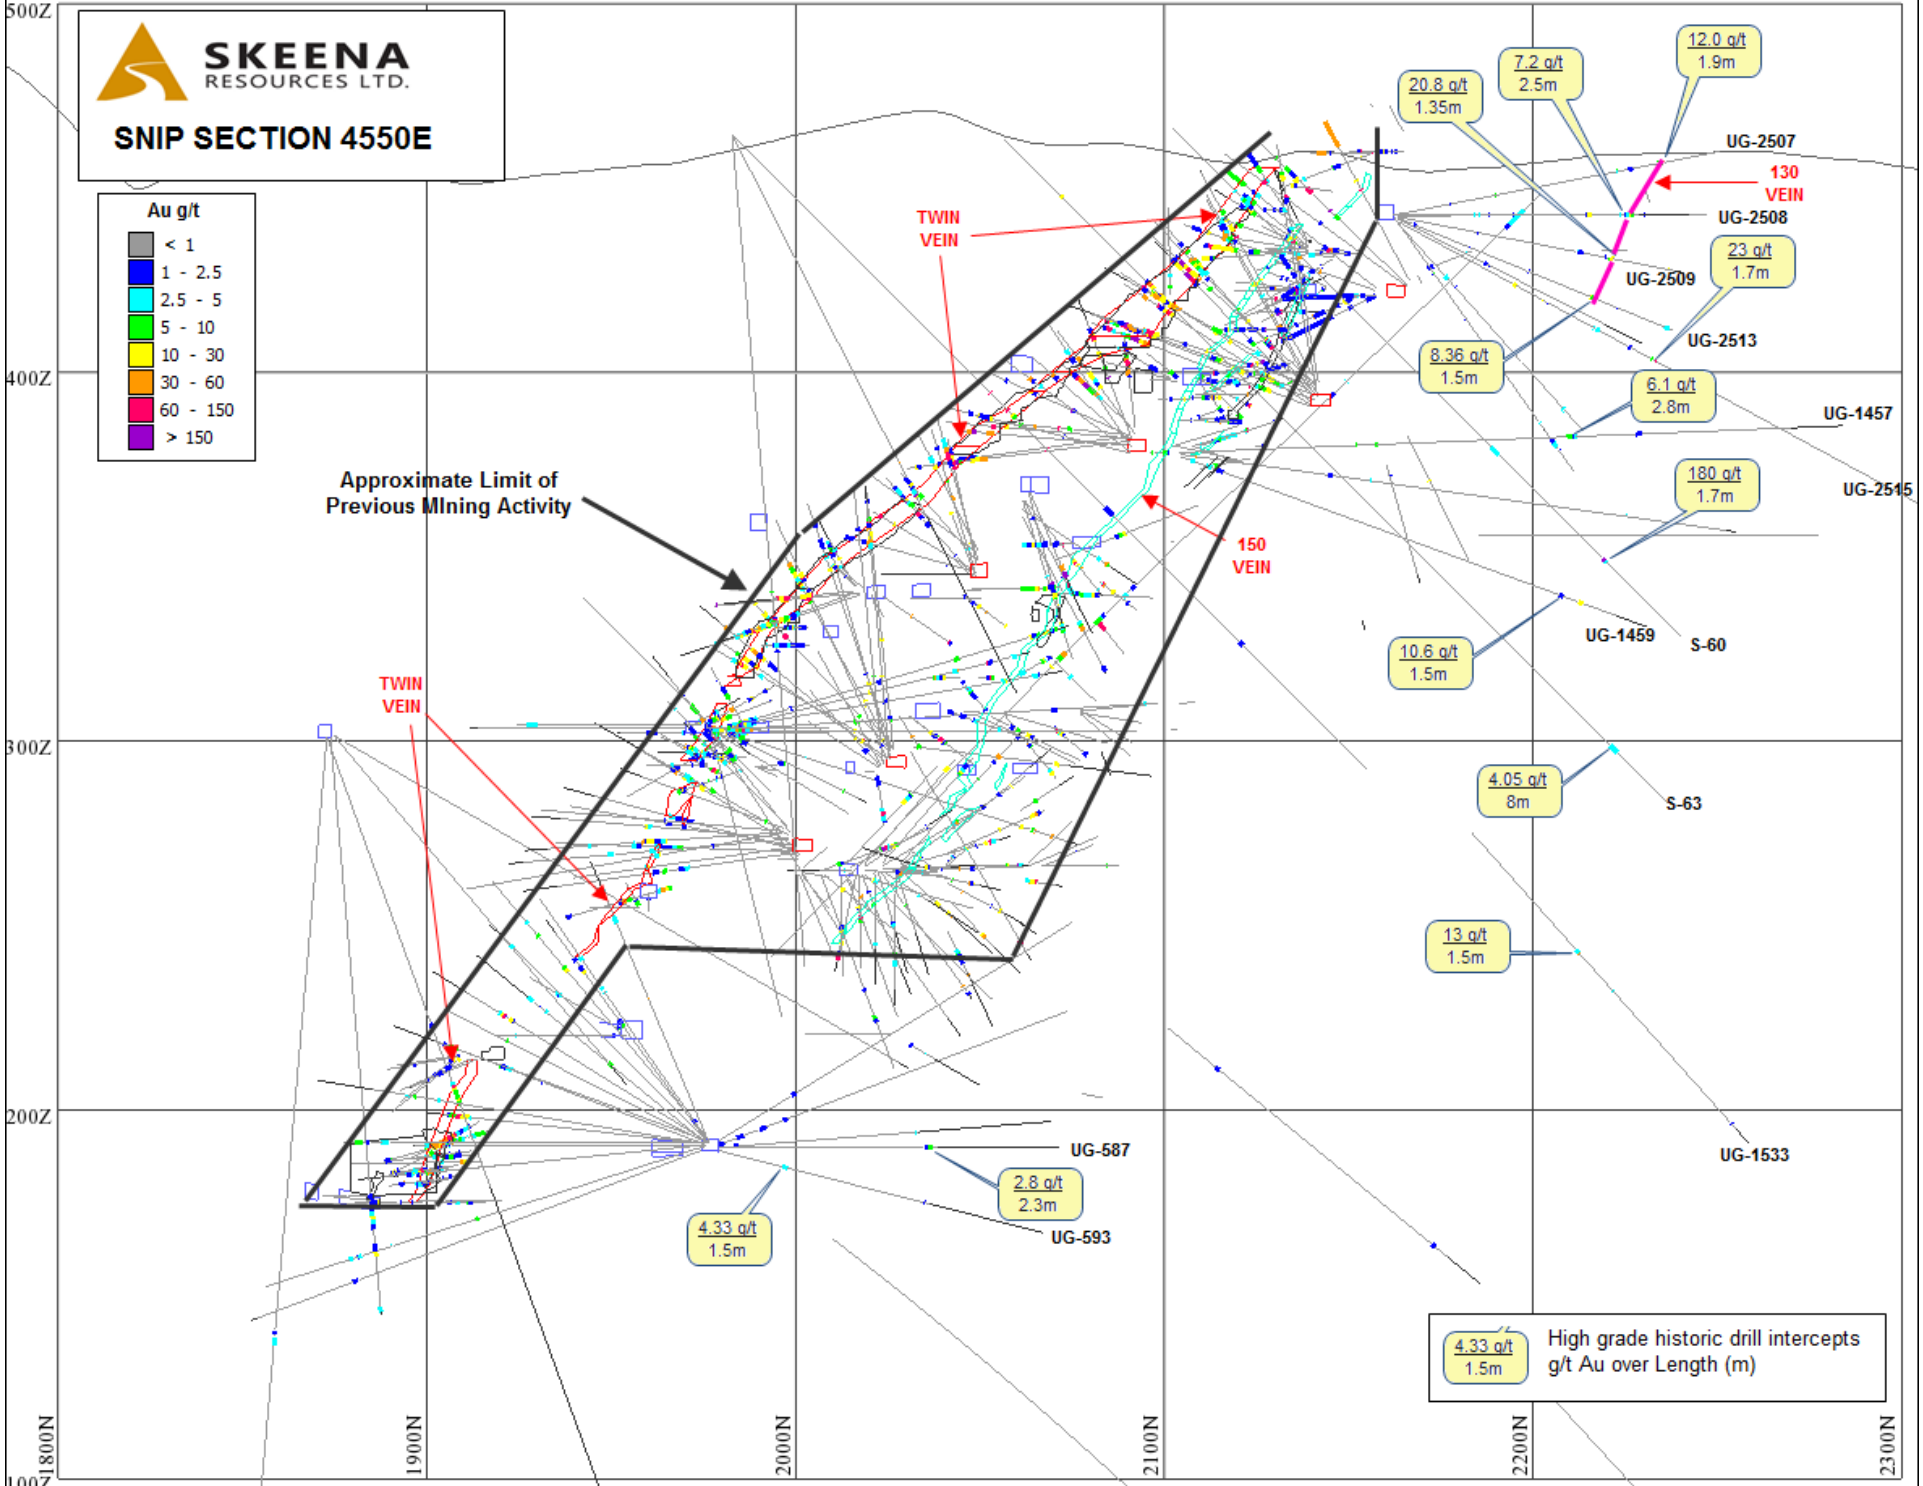 500Z
SKEENA
RESOURCES LTD.
SNIP SECTION 4550E
Au g/t
< 1
1 - 2.5
2.5 - 5
5 - 10
10 - 30
30 - 60
60 - 150
> 150
12.0 g/t
1.9m
7.2 g/t
2.5m
20.8 g/t
1.35m
UG-2507
130
VEIN
UG-2508
TWIN
VEIN
23 g/t
1.7m
UG-2509
UG-2513
8.36 g/t
1.5m
400Z
6.1 g/t
2.8m
UG-1457
Approximate Limit of
Previous MIning Activity
180 g/t
1.7m
UG-2515
150
VEIN
UG-1459
S-60
10.6 g/t
1.5m
TWIN
VEIN
300Z
4.05 g/t
8m
S-63
13 g/t
1.5m
200Z
UG-587
UG-1533
2.8 g/t
2.3m
4.33 g/t
1.5m
UG-593
4.33 g/t
1.5m
High grade historic drill intercepts
g/t Au over Length (m)
1800N
1900N
2000N
2100N
2200N
2300N
100Z